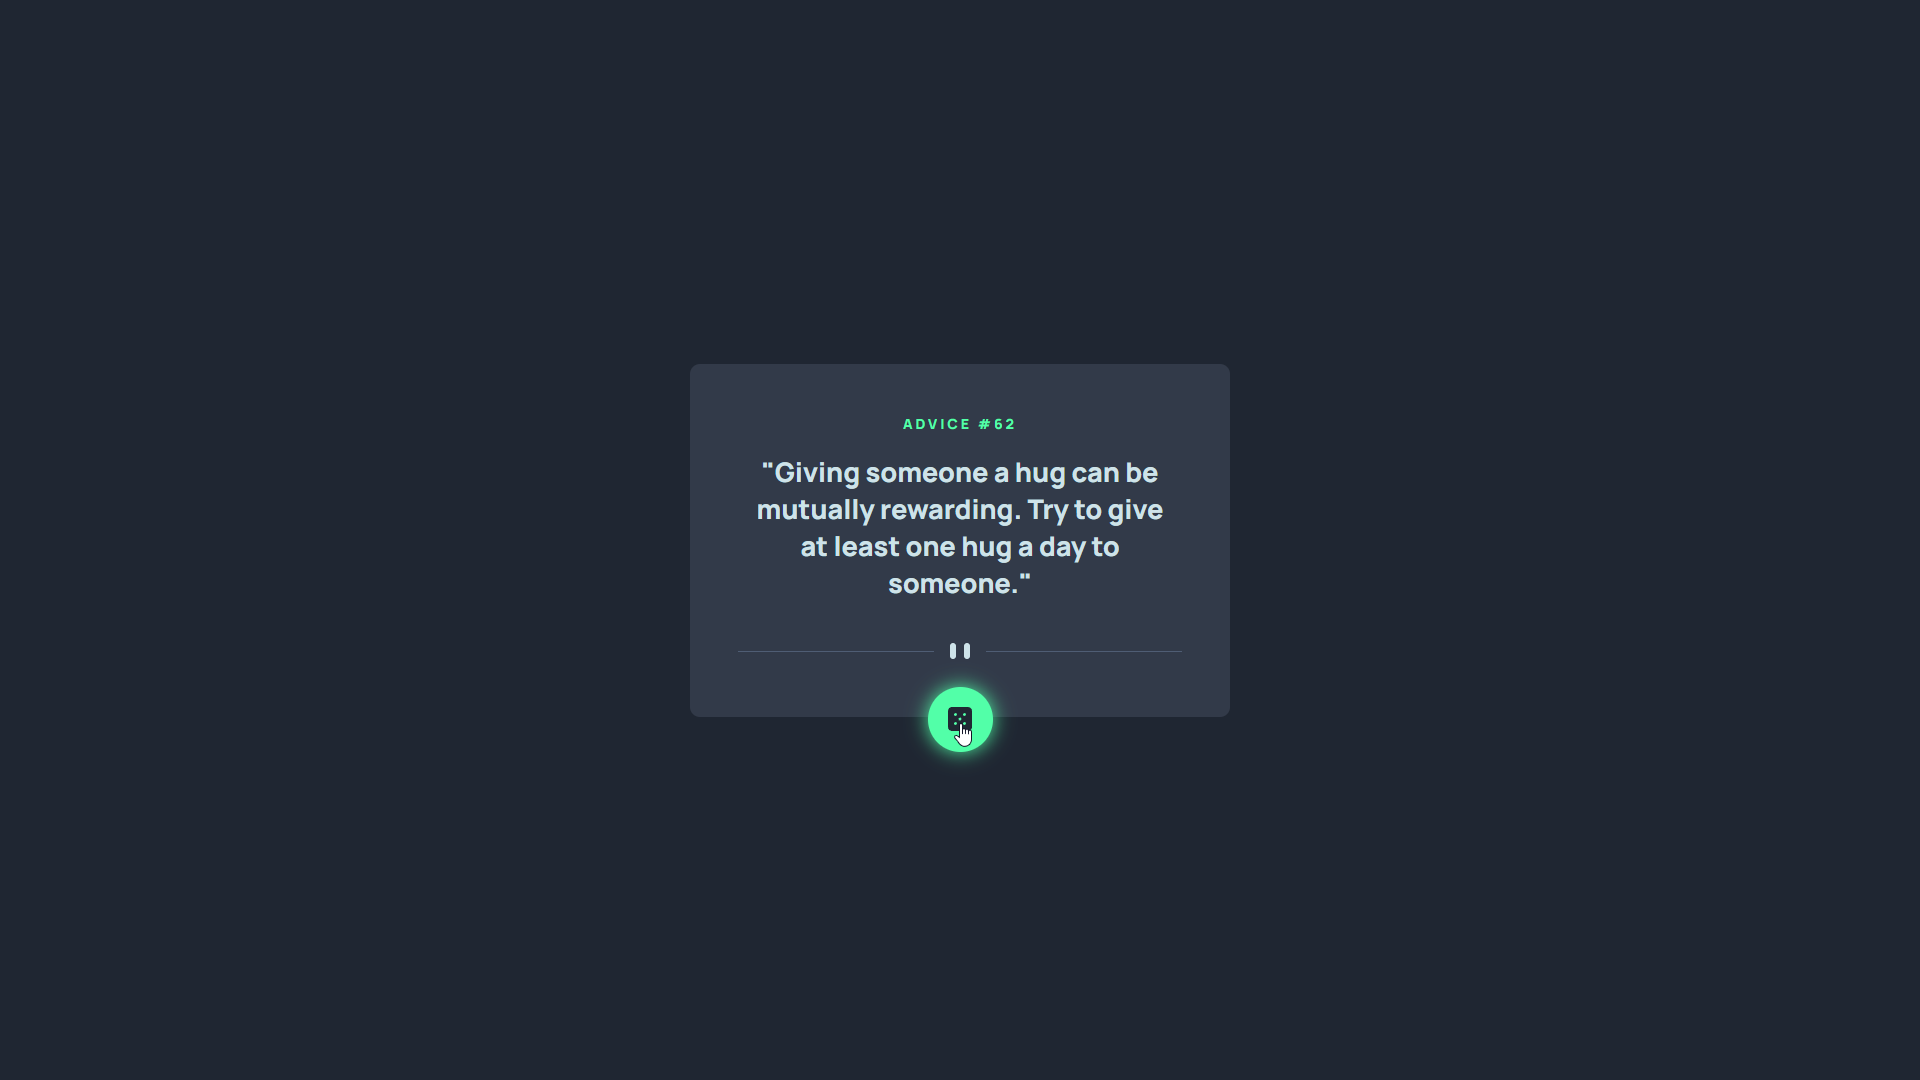 ADVICE #62
"Giving someone a hug can be
mutually rewarding. Try to give
at least one hug a day to
someone."